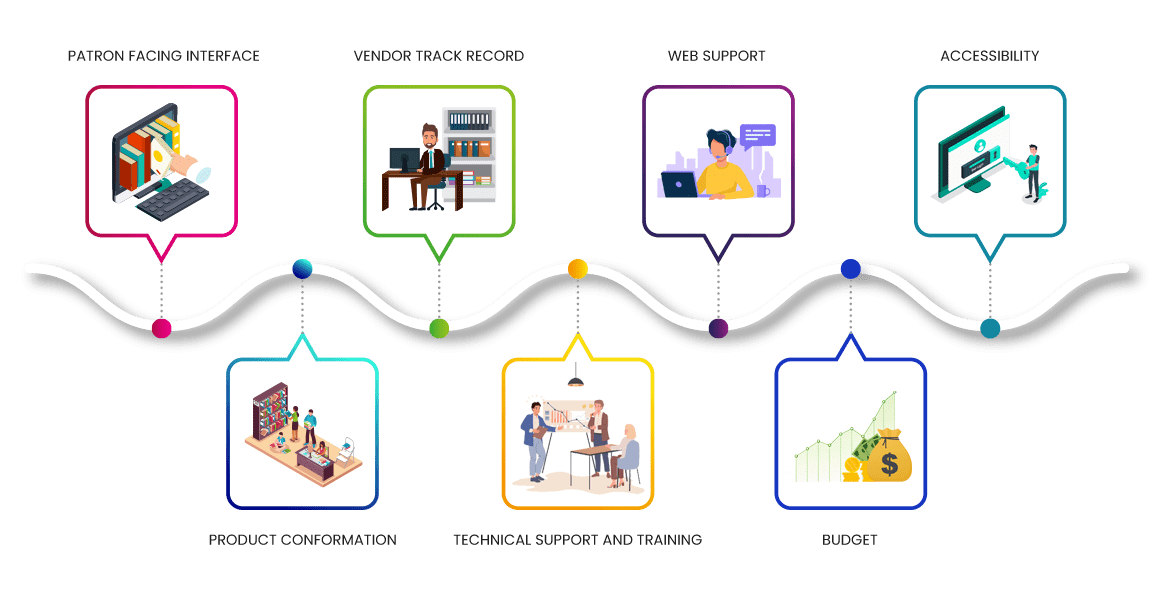 PATRON FACING INTERFACE
VENDOR TRACK RECORD
WEB SUPPORT
ACCESSIBILITY
$
PRODUCT CONFORMATION
TECHNICAL SUPPORT AND TRAINING
BUDGET